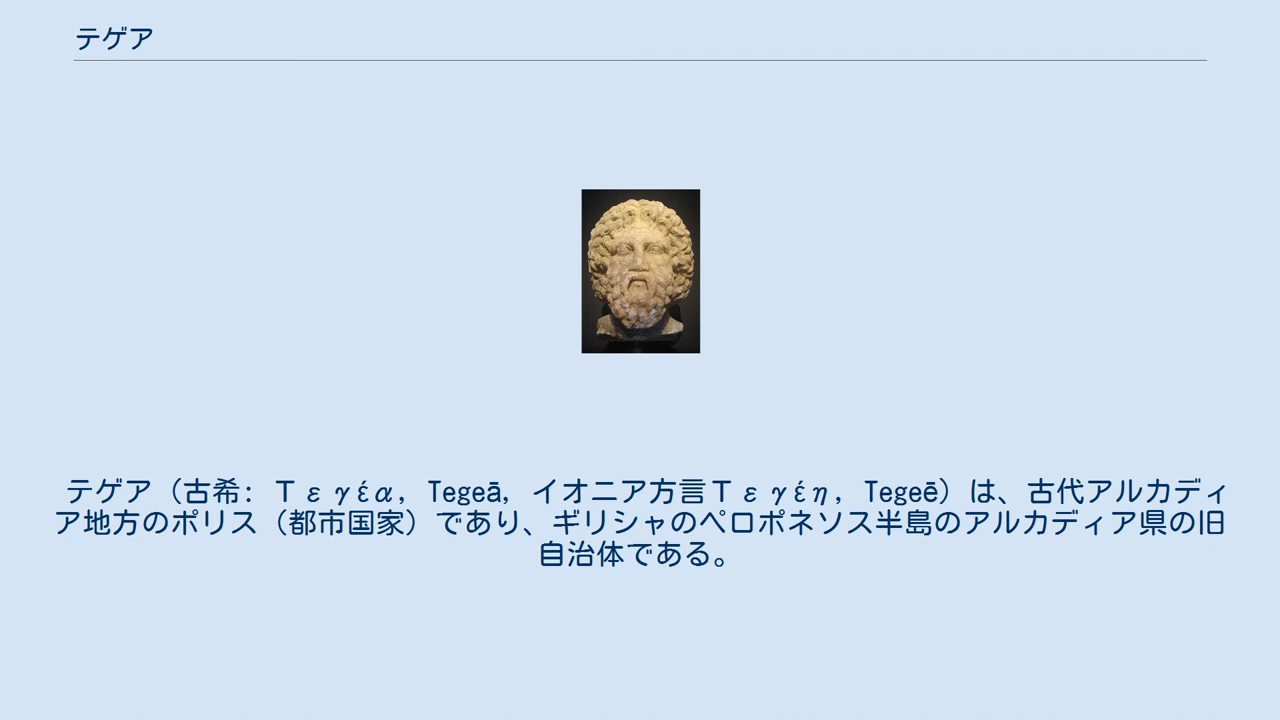 テゲア
テゲア（古希: Τεγέα, Tegeā, イオニア方言Τεγέη, Tegeē）は、古代アルカディ
ア地方のポリス（都市国家）であり、ギリシャのペロポネソス半島のアルカディア県の旧
自治体である。